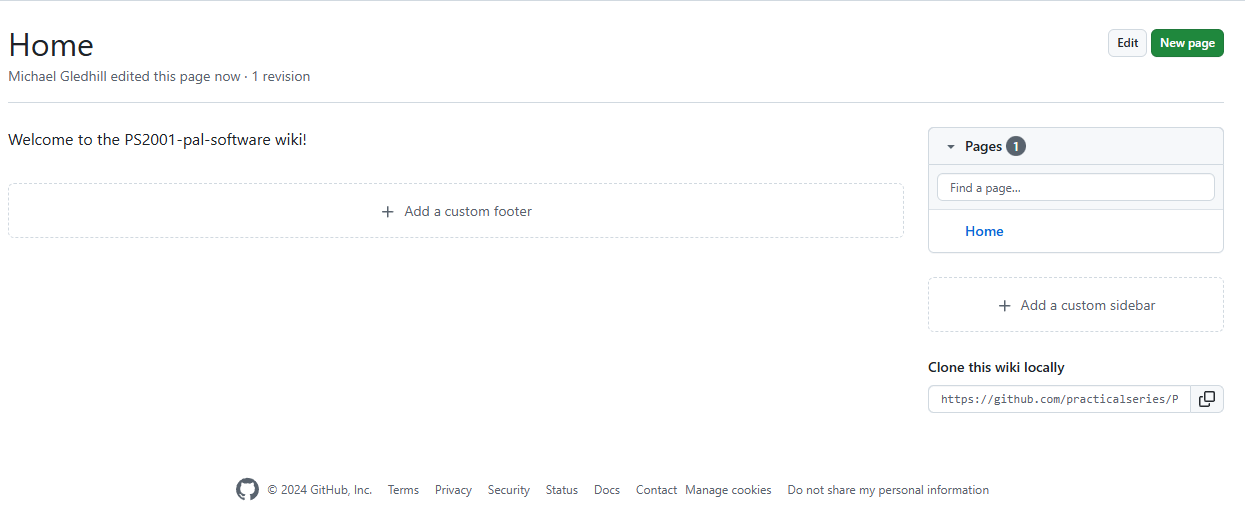 Home
Edit
New page
Michael Gledhill edited this page now · 1 revision
Welcome to the PS2001-pal-software wiki!
Add a custom footer
Pages 1
Find a page...
Home
Add a custom sidebar
Clone this wiki locally
https://github.com/practicalseries/P
© 2024 GitHub, Inc. Terms Privacy Security Status Docs Contact Manage cookies Do not share my personal information